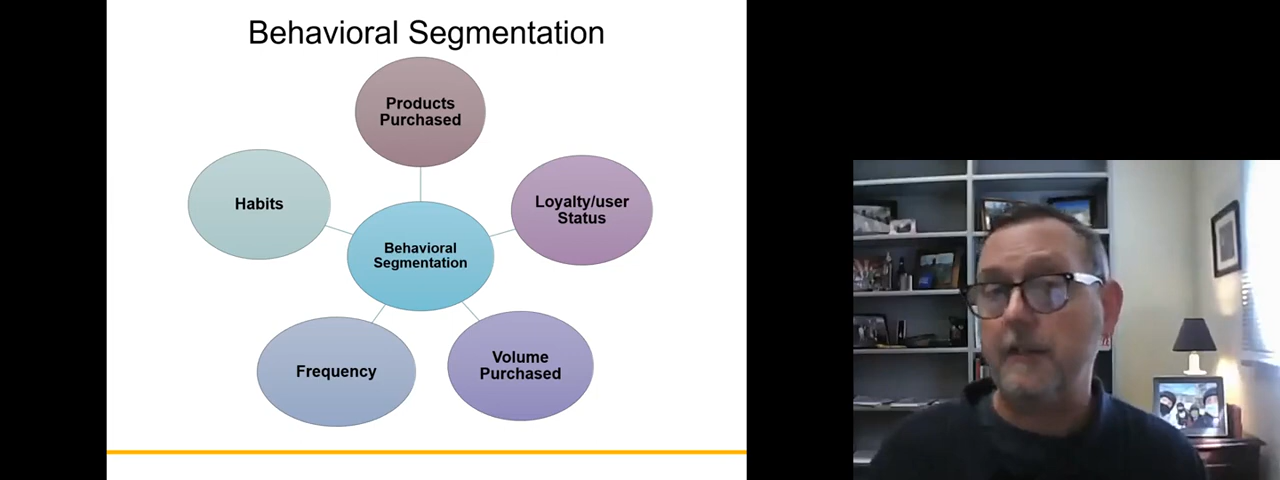 Behavioral Segmentation
Products
Purchased
Habits
Loyalty/user
Status
Behavioral
Segmentation
Frequency
Volume
Purchased